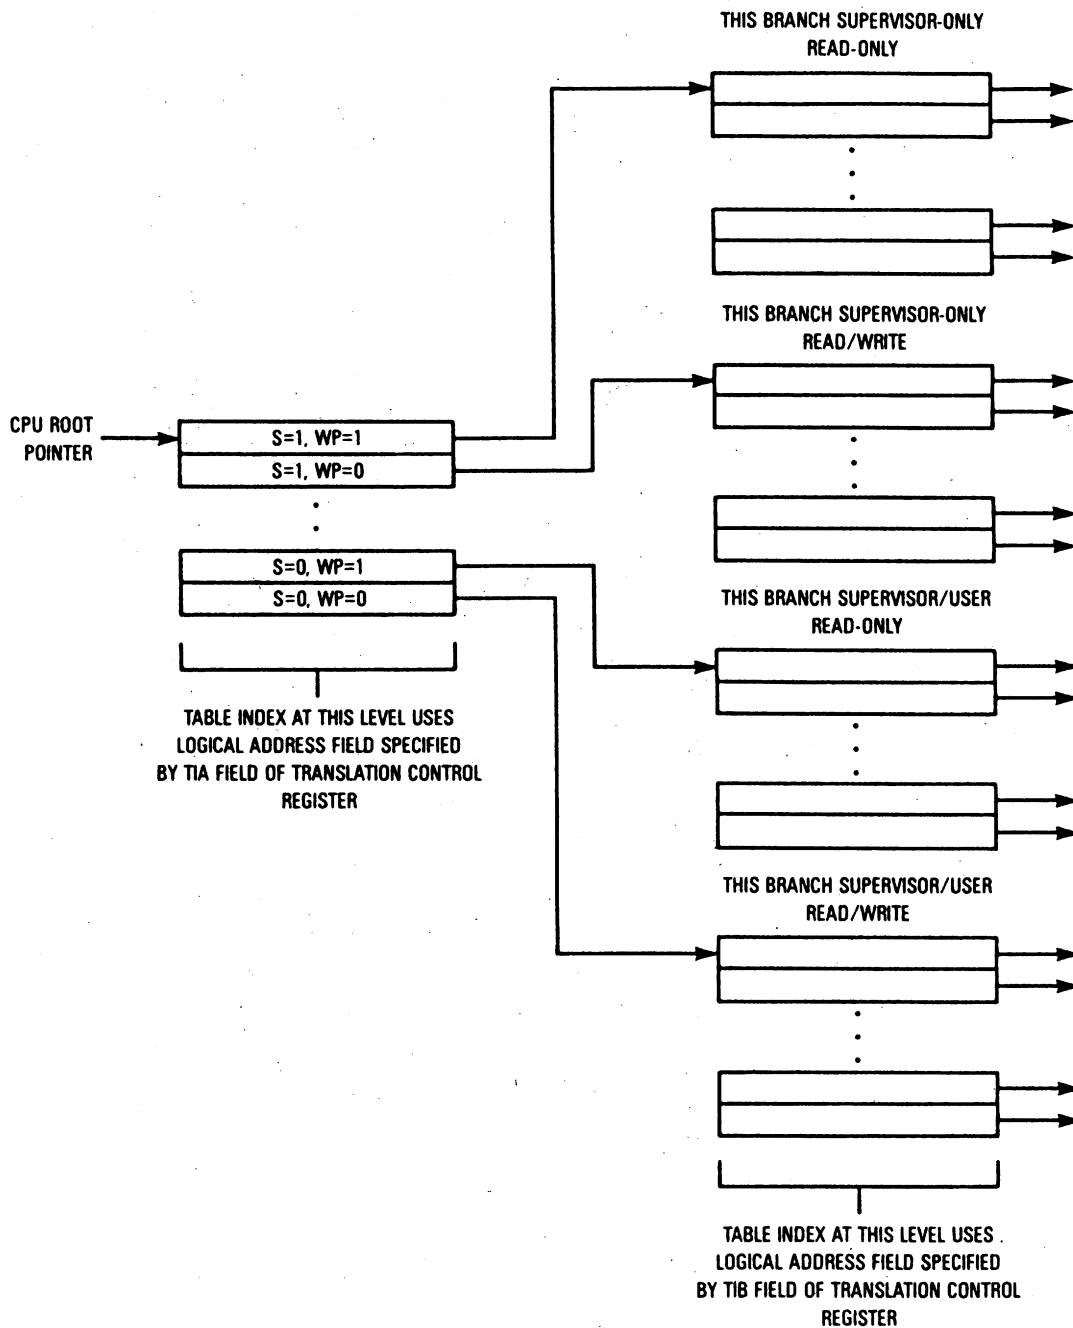 THIS BRANCH SUPERVISOR-ONLY
READ-ONLY
THIS BRANCH SUPERVISOR-ONLY
READ/WRITE
CPU ROOT
POINTER
S=1, WP=1
S=1, WP=0
S=0, WP=1
S=0, WP=0
THIS BRANCH SUPERVISOR/USER
READ-ONLY
TABLE INDEX AT THIS LEVEL USES
LOGICAL ADDRESS FIELD SPECIFIED
BY TIA FIELD OF TRANSLATION CONTROL
REGISTER
THIS BRANCH SUPERVISOR/USER
READ/WRITE
TABLE INDEX AT THIS LEVEL USES
LOGICAL ADDRESS FIELD SPECIFIED
BY TIB FIELD OF TRANSLATION CONTROL
REGISTER